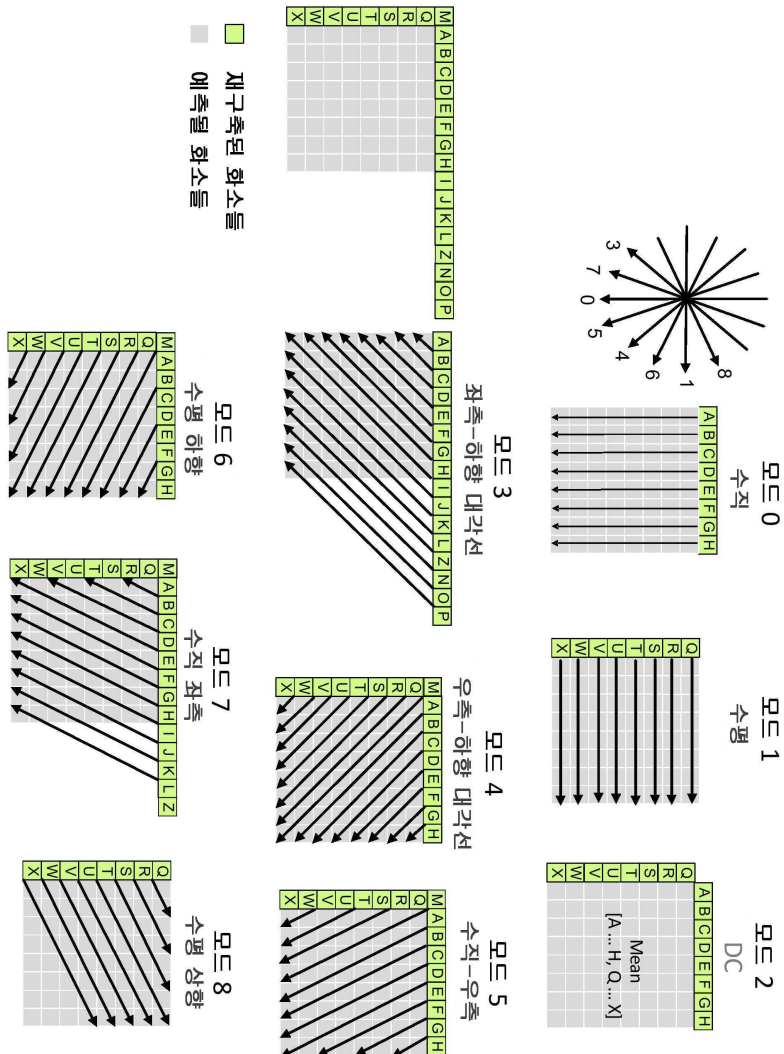 모드 0
수직
A B C D E F G H
모드 1
수평
Q
R
S
T
U
V
W
X
모드 2
DC
A B C D E F G H
Q
R
S
T
U
V
W
X
Mean
[A ... H, Q ... X]
8
1
6
4
5
0
7
3
M A B C D E F G H I J K L Z N O P
Q
R
S
T
U
V
W
X
모드 3
좌측-하향 대각선
A B C D E F G H I J K L Z N O P
모드 4
우측-하향 대각선
M A B C D E F G H
Q
R
S
T
U
V
W
X
모드 5
수직-우측
M A B C D E F G H
Q
R
S
T
U
V
W
X
재구축된 화소들
예측될 화소들
모드 6
수평 하향
M A B C D E F G H
Q
R
S
T
U
V
W
X
모드 7
수직 좌측
M A B C D E F G H I J K L Z
Q
R
S
T
U
V
W
X
모드 8
수평 상향
Q
R
S
T
U
V
W
X